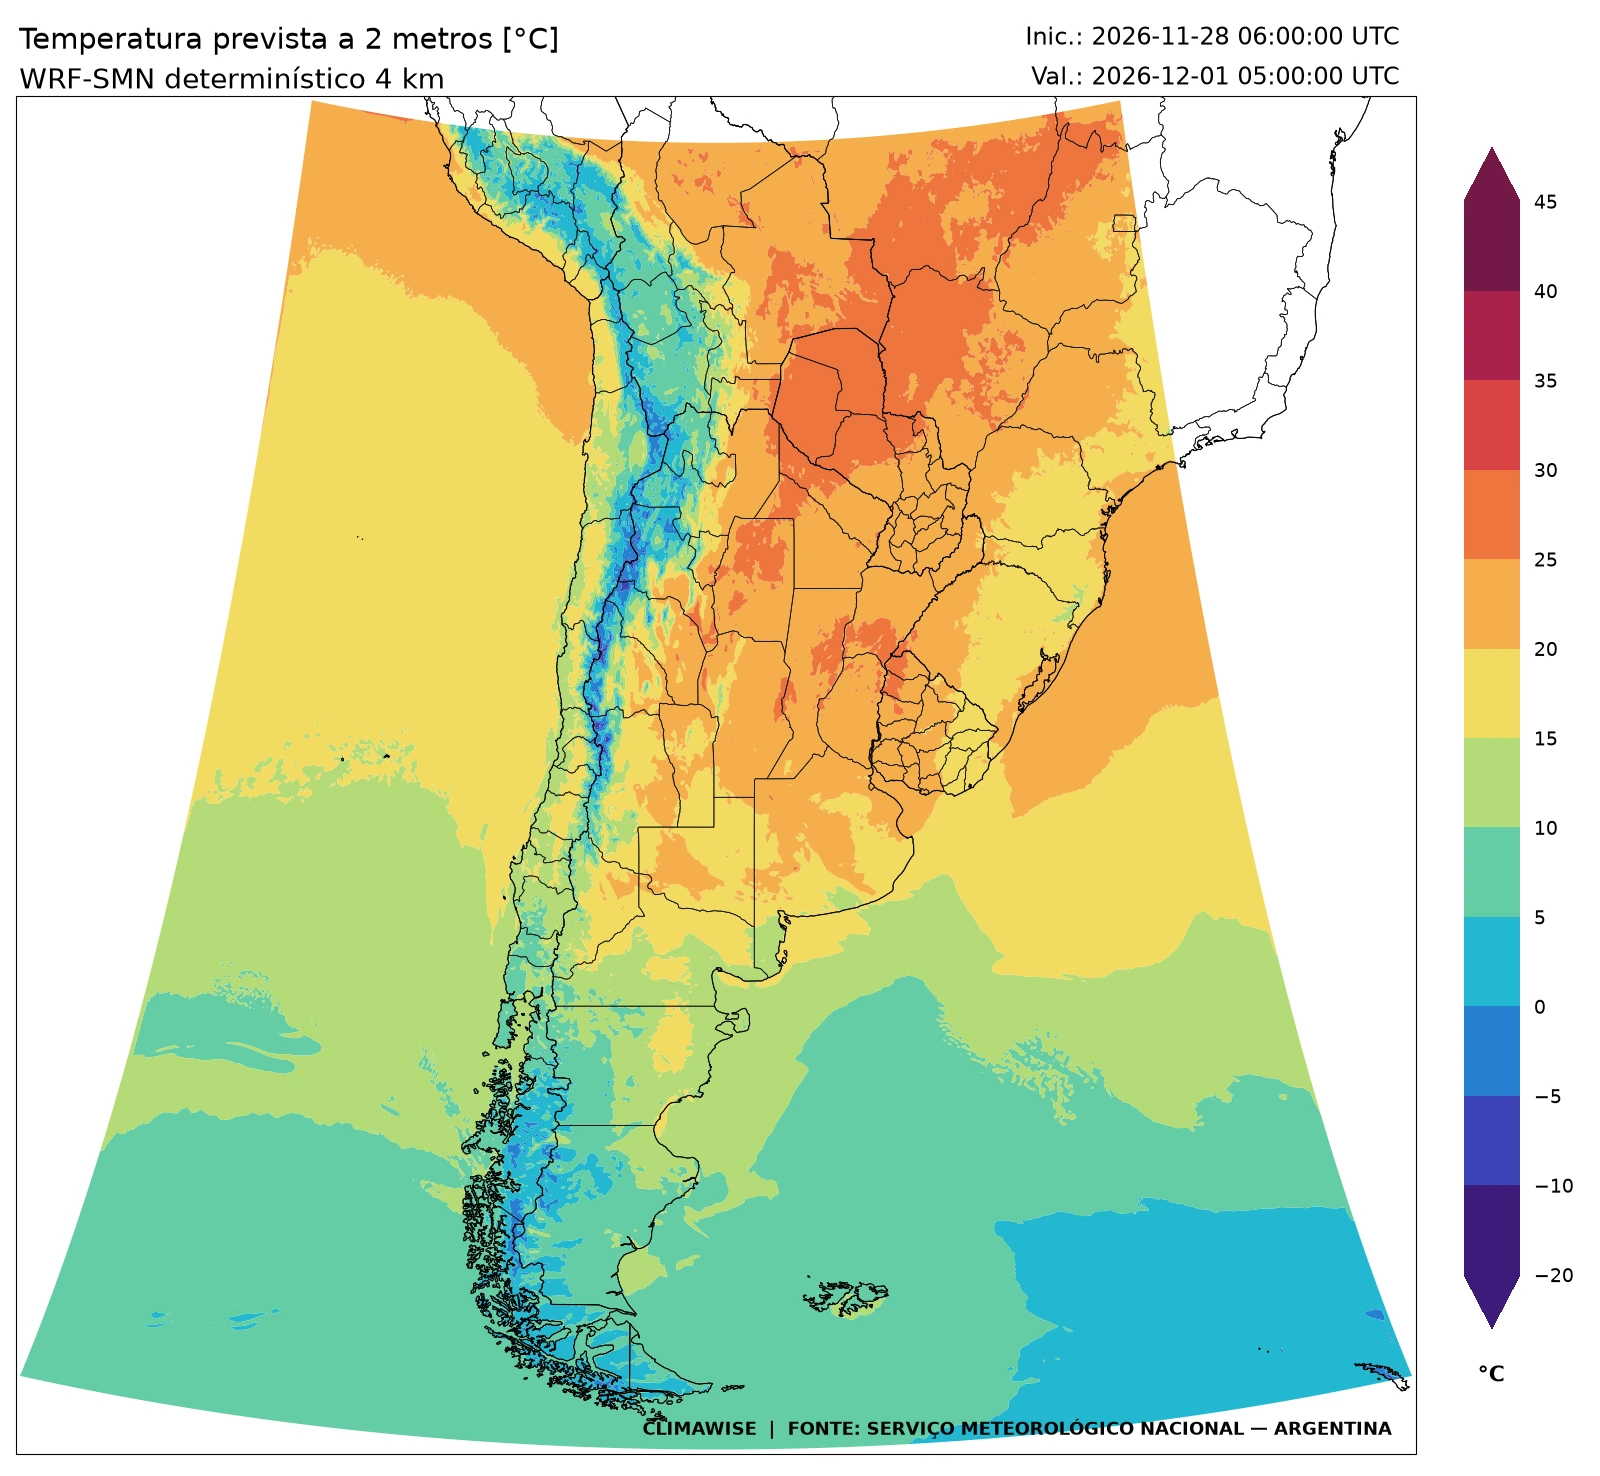 Temperatura prevista a 2 metros [°C]
WRF-SMN determinístico 4 km
Inic.: 2026-11-28 06:00:00 UTC
Val.: 2026-12-01 05:00:00 UTC
45
40
35
30
25
20
15
10
5
0
−5
−10
−20
°C
CLIMAWISE | FONTE: SERVIÇO METEOROLÓGICO NACIONAL — ARGENTINA